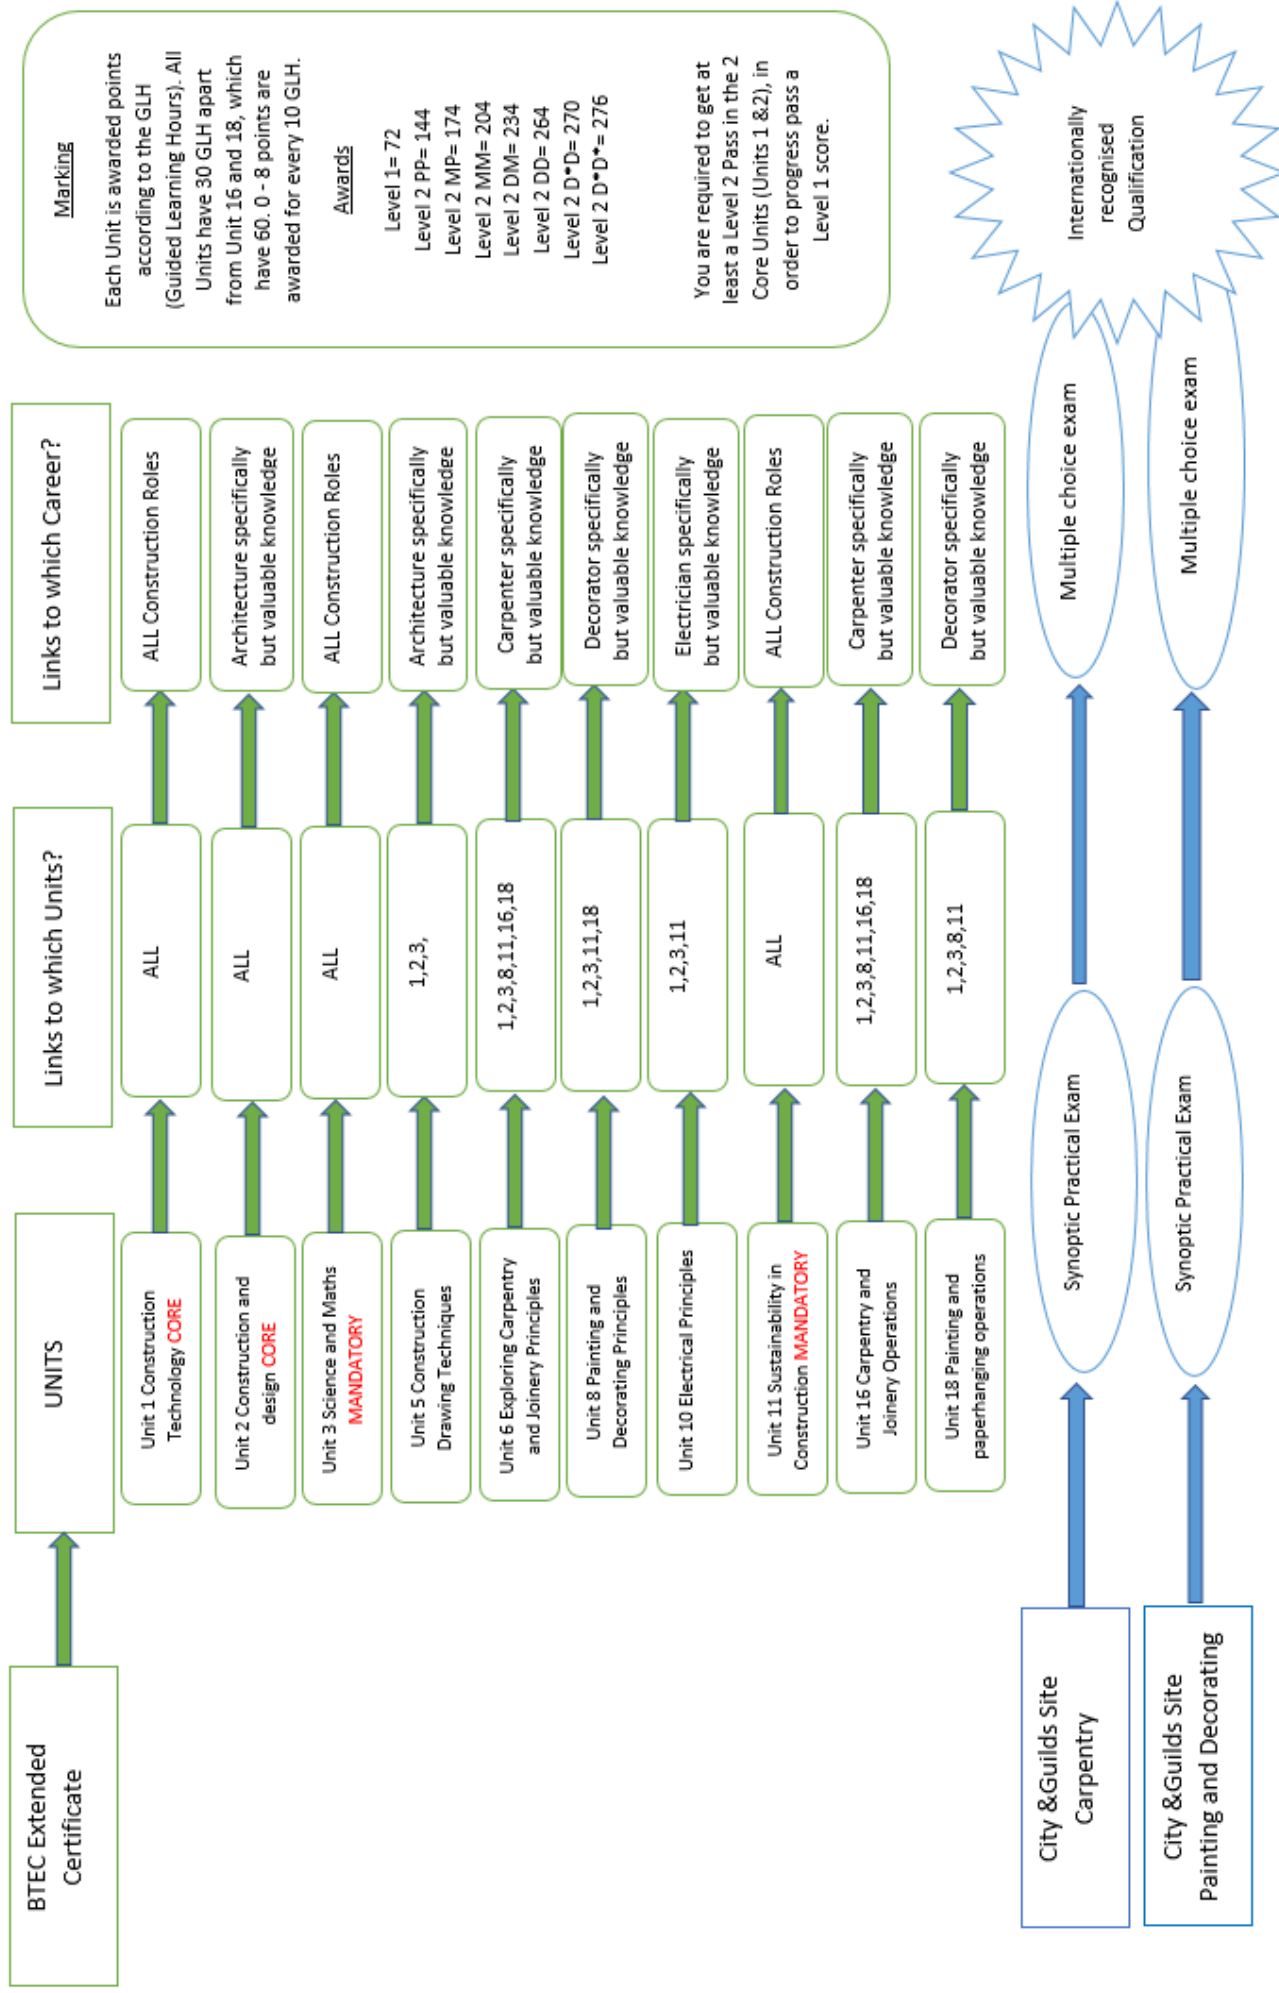 BTEC Extended
Certificate
UNITS
Links to which Units?
Links to which Career?
Unit 1 Construction
Technology CORE
ALL
ALL Construction Roles
Unit 2 Construction and
design CORE
ALL
Architecture specifically
but valuable knowledge
Unit 3 Science and Maths
MANDATORY
ALL
ALL Construction Roles
Unit 5 Construction
Drawing Techniques
1,2,3,
Architecture specifically
but valuable knowledge
Unit 6 Exploring Carpentry
and Joinery Principles
1,2,3,8,11,16,18
Carpenter specifically
but valuable knowledge
Unit 8 Painting and
Decorating Principles
1,2,3,11,18
Decorator specifically
but valuable knowledge
Unit 10 Electrical Principles
1,2,3,11
Electrician specifically
but valuable knowledge
Unit 11 Sustainability in
Construction MANDATORY
ALL
ALL Construction Roles
Unit 16 Carpentry and
Joinery Operations
1,2,3,8,11,16,18
Carpenter specifically
but valuable knowledge
Unit 18 Painting and
paperhanging operations
1,2,3,8,11
Decorator specifically
but valuable knowledge
Marking
Each Unit is awarded points
according to the GLH
(Guided Learning Hours). All
Units have 30 GLH apart
from Unit 16 and 18, which
have 60. 0 - 8 points are
awarded for every 10 GLH.
Awards
Level 1= 72
Level 2 PP= 144
Level 2 MP= 174
Level 2 MM= 204
Level 2 DM= 234
Level 2 DD= 264
Level 2 D*D= 270
Level 2 D*D*= 276
You are required to get at
least a Level 2 Pass in the 2
Core Units (Units 1 &2), in
order to progress pass a
Level 1 score.
City &Guilds Site
Carpentry
Synoptic Practical Exam
Multiple choice exam
City &Guilds Site
Painting and Decorating
Synoptic Practical Exam
Multiple choice exam
Internationally
recognised
Qualification